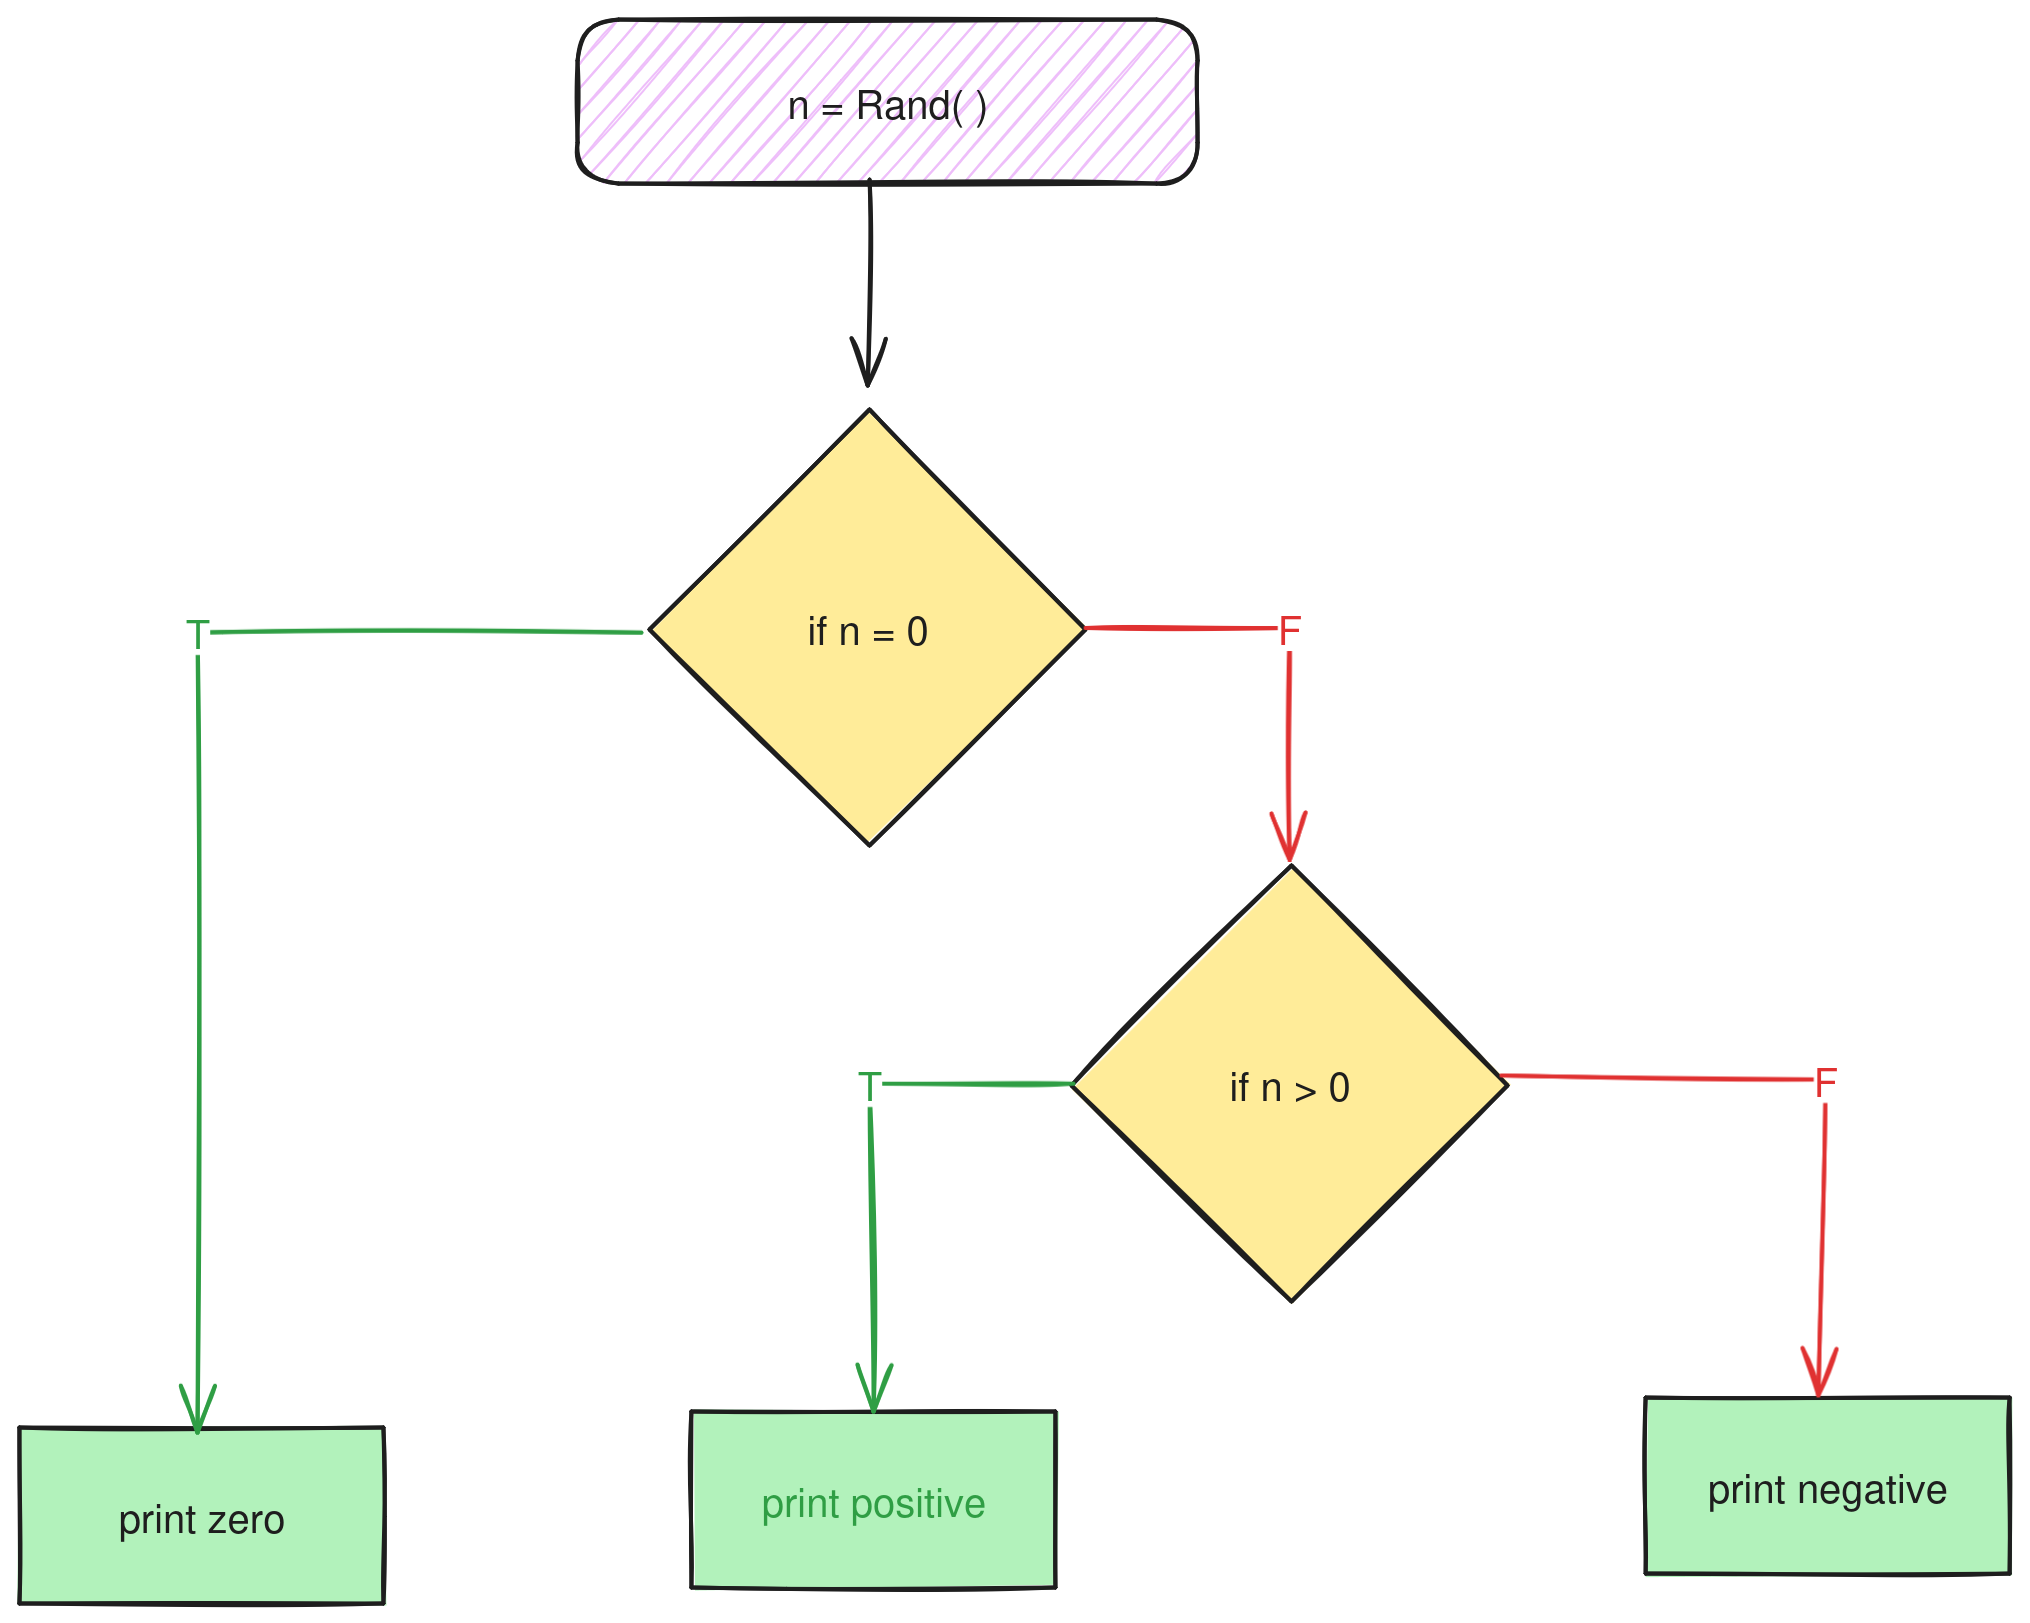 n = Rand( )
if n = 0
T
F
if n > 0
T
F
print zero
print positive
print negative